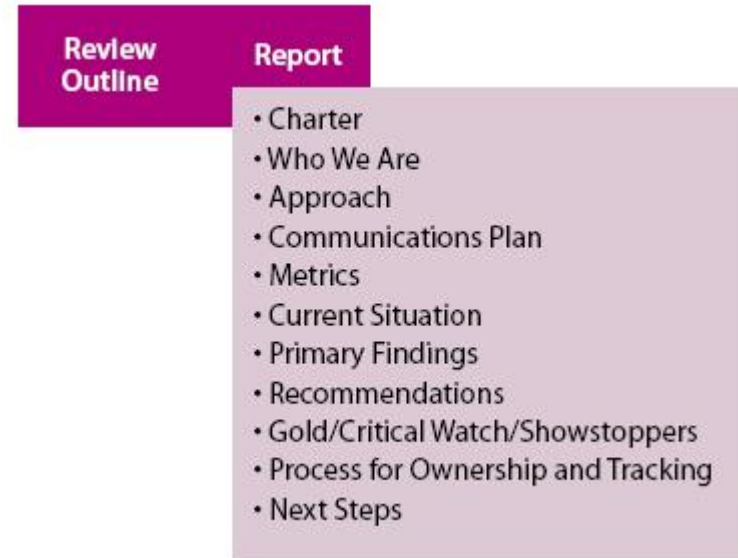 Review
Outline
Report
• Charter
• Who We Are
• Approach
• Communications Plan
• Metrics
• Current Situation
• Primary Findings
• Recommendations
• Gold/Critical Watch/Showstoppers
• Process for Ownership and Tracking
• Next Steps